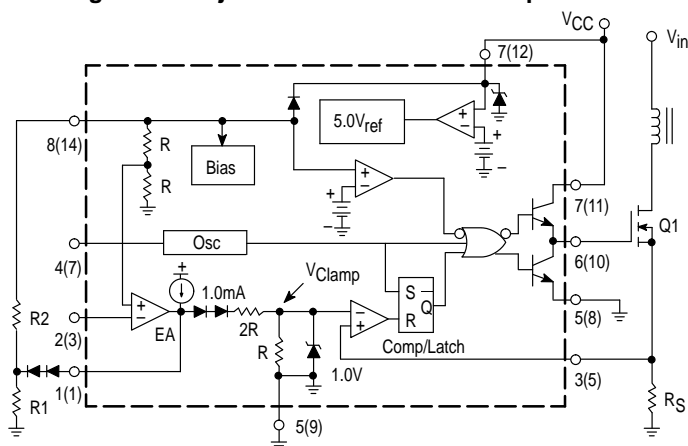 VCC
Vin
7(12)
5.0Vref
+
–
8(14)
R
Bias
R
+
–
+
–
7(11)
Q1
4(7)
Osc
6(10)
VClamp
+
1.0mA
S
Q
R
5(8)
R2
2(3)
+
–
EA
2R
R
–
+
Comp/Latch
1.0V
3(5)
1(1)
R1
5(9)
RS